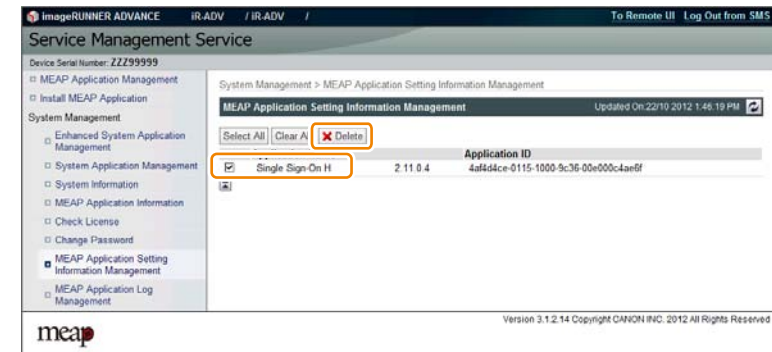 imageRUNNER ADVANCE iR-ADV / iR-ADV / To Remote UI Log Out from SMS
Service Management Service
Device Serial Number: ZZZ99999
MEAP Application Management
Install MEAP Application
System Management
Enhanced System Application
Management
System Application Management
System Information
MEAP Application Information
Check License
Change Password
MEAP Application Setting
Information Management
MEAP Application Log
Management
System Management > MEAP Application Setting Information Management
MEAP Application Setting Information Management Updated On:22/10 2012 1:46:19 PM
Select All Clear A Delete
Application ID
Single Sign-On H 2.11.0.4 4af4d4ce-0115-1000-9c36-00e000c4ae6f
meap
Version 3.1.2.14 Copyright CANON INC. 2012 All Rights Reserved